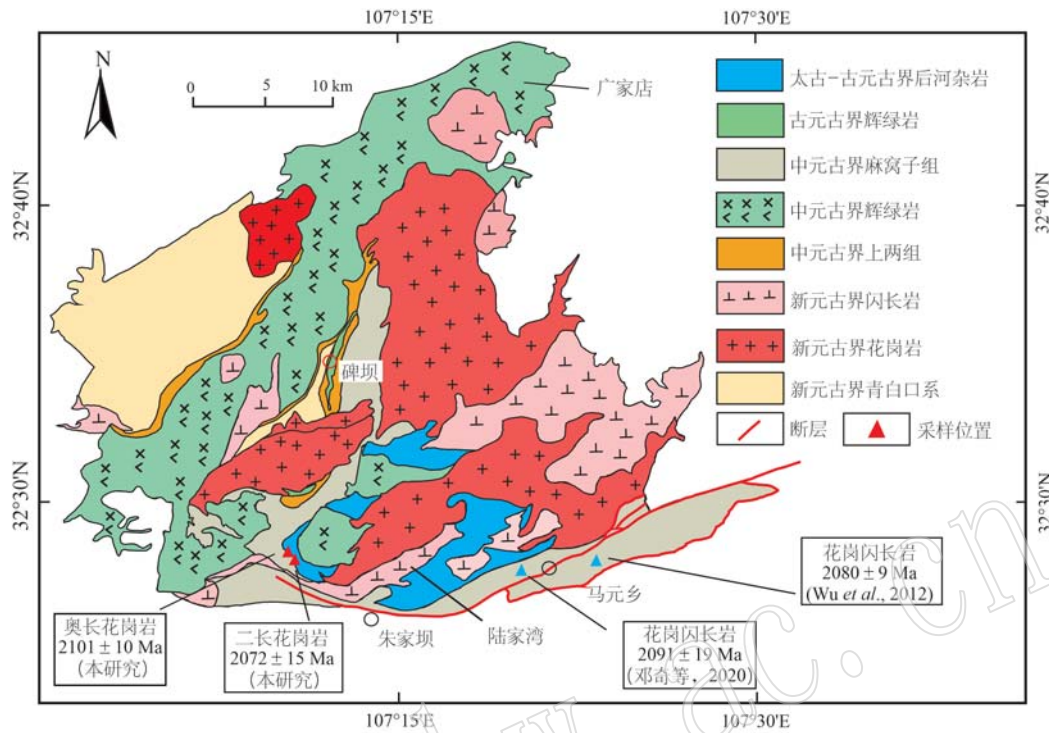 107°15′E
107°30′E
N
0 5 10 km
广家店
32°40′N
32°40′N
碑坝
32°30′N
32°30′N
马元乡
朱家坝
陆家湾
太古-古元古界后河杂岩
古元古界辉绿岩
中元古界麻窝子组
中元古界辉绿岩
中元古界上两组
新元古界闪长岩
新元古界花岗岩
新元古界青白口系
断层
采样位置
奥长花岗岩
2101±10 Ma
(本研究)
二长花岗岩
2072±15 Ma
(本研究)
花岗闪长岩
2091±19 Ma
(邓奇等, 2020)
花岗闪长岩
2080±9 Ma
(Wu et al., 2012)
107°15′E
107°30′E
.ac.cn